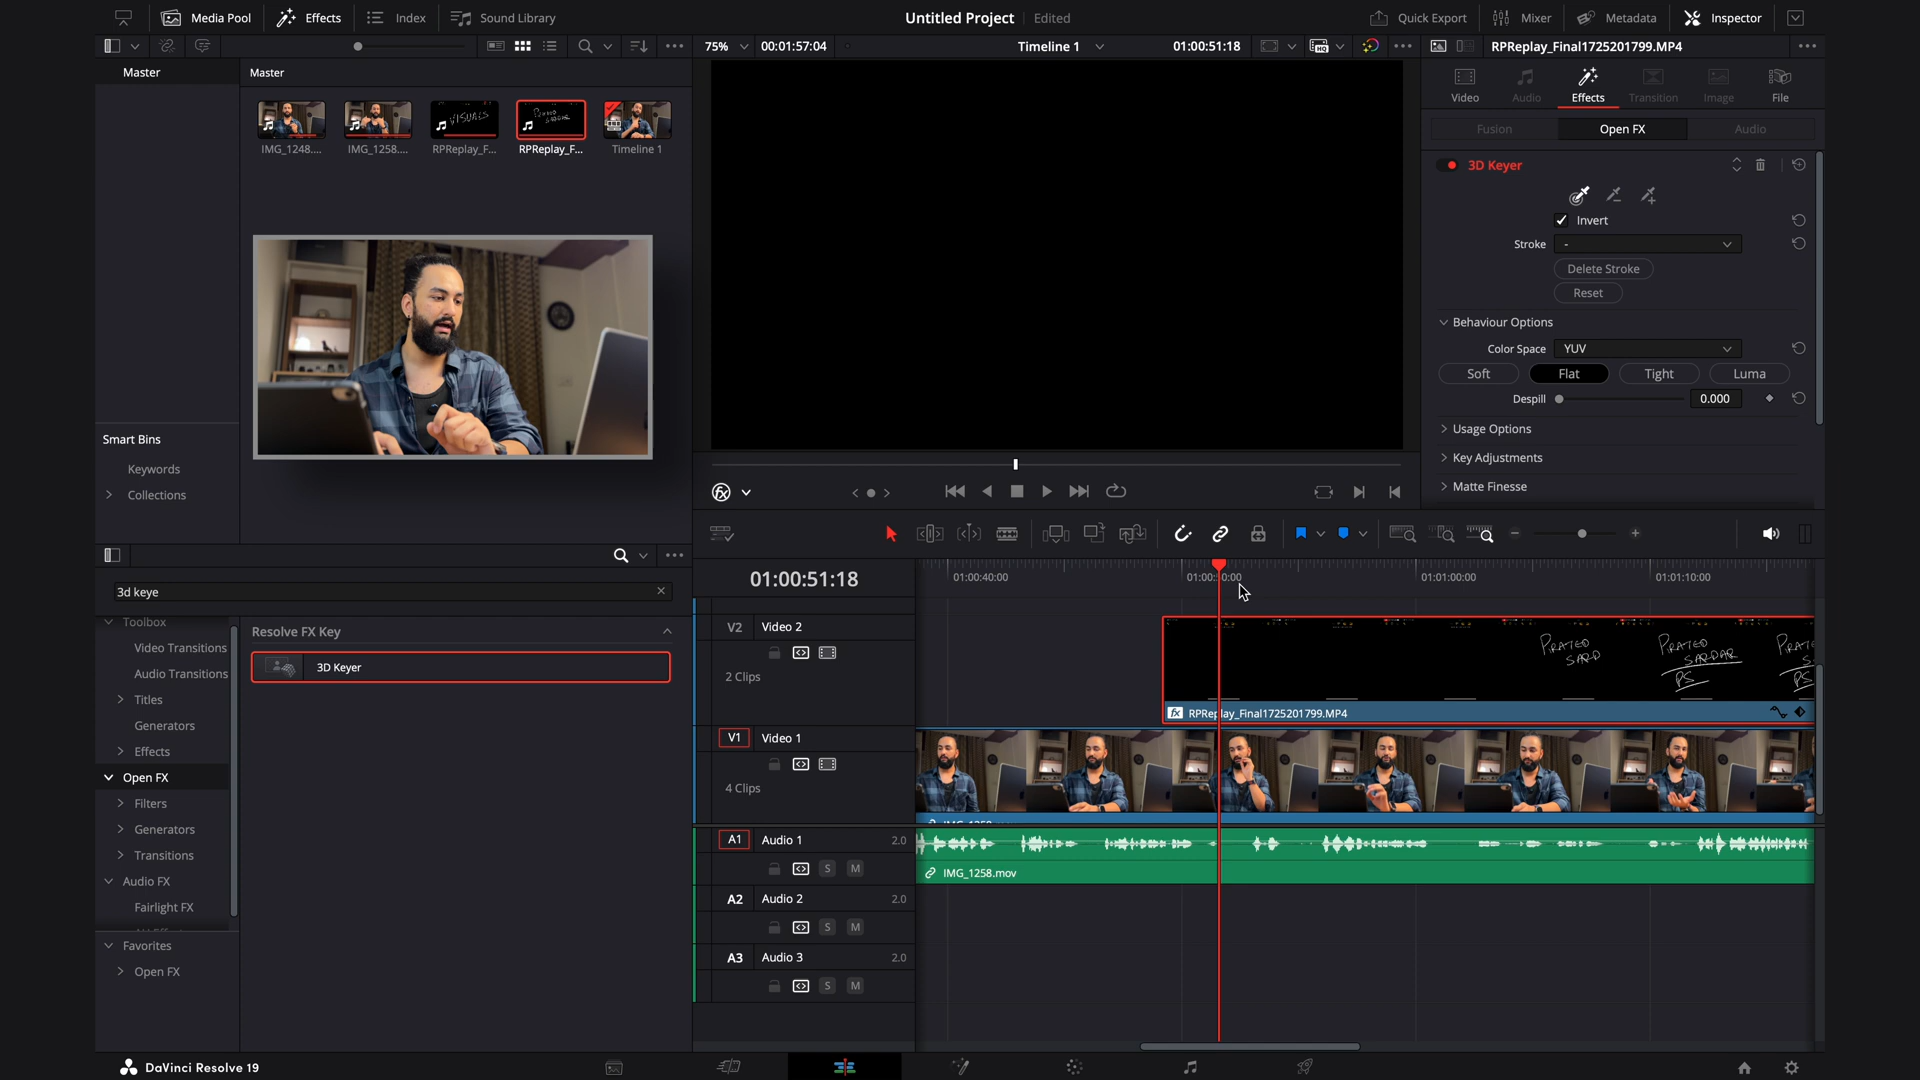 Media Pool
Effects
Index
Sound Library
Untitled Project
Edited
Quick Export
Mixer
Metadata
Inspector
75%
00:01:57:04
Timeline 1
01:00:51:18
RPReplay_Final1725201799.MP4
Master
Master
VISUALS
PRATEO SARDAR
IMG_1248....
IMG_1258....
RPReplay_F...
RPReplay_F...
Timeline 1
Video
Audio
Effects
Transition
Image
File
Fusion
Open FX
Audio
3D Keyer
Invert
Stroke
-
Delete Stroke
Reset
Behaviour Options
Color Space
YUV
Soft
Flat
Tight
Luma
Despill
0.000
Usage Options
Key Adjustments
Matte Finesse
Smart Bins
Keywords
Collections
3d keye
Toolbox
Video Transitions
Audio Transitions
Titles
Generators
Effects
Open FX
Filters
Generators
Transitions
Audio FX
Fairlight FX
Favorites
Open FX
Resolve FX Key
3D Keyer
01:00:51:18
01:00:40:00
01:01:00:00
01:01:10:00
V2
Video 2
2 Clips
PRATEO
SARD
PRATEO
SARDAR
PS
PRATE
SA
PS
fx RPReplay_Final1725201799.MP4
V1
Video 1
4 Clips
A1
Audio 1
2.0
S
M
IMG_1258.mov
A2
Audio 2
2.0
S
M
A3
Audio 3
2.0
S
M
DaVinci Resolve 19